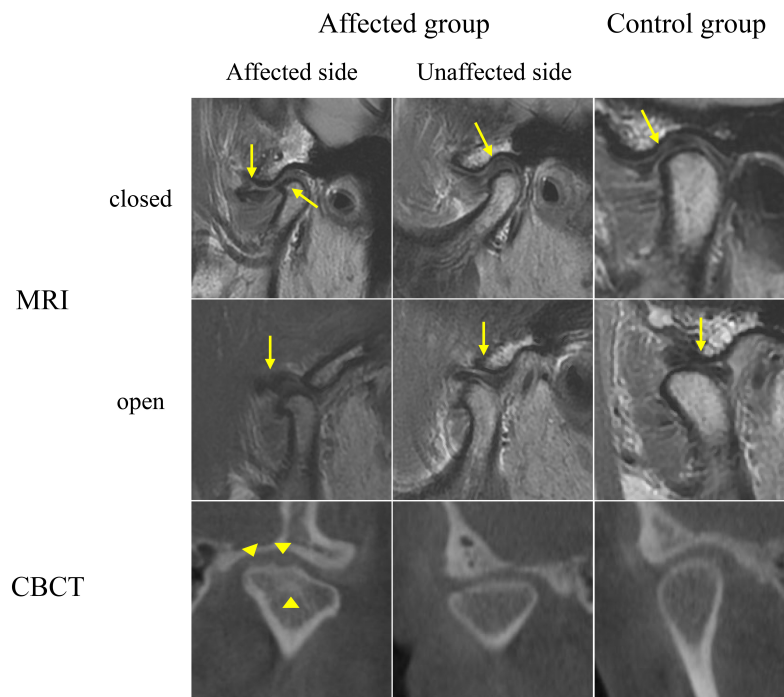 Affected group
Control group
Affected side
Unaffected side
closed
MRI
open
CBCT